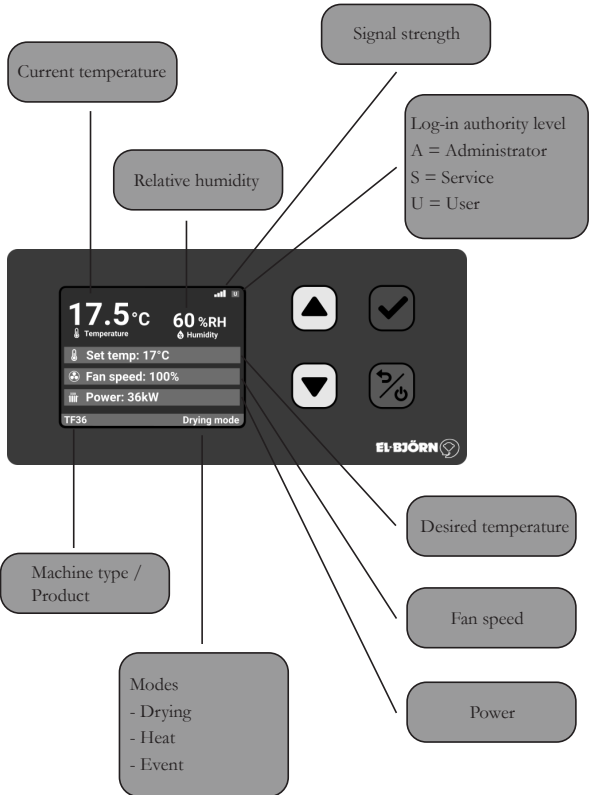 Signal strength
Current temperature
Log-in authority level
A = Administrator
S = Service
U = User
Relative humidity
U
17.5°C
Temperature
60 %RH
Humidity
Set temp: 17°C
Fan speed: 100%
Power: 36kW
TF36
Drying mode
EL-BJÖRN
Desired temperature
Machine type /
Product
Fan speed
Modes
- Drying
- Heat
- Event
Power